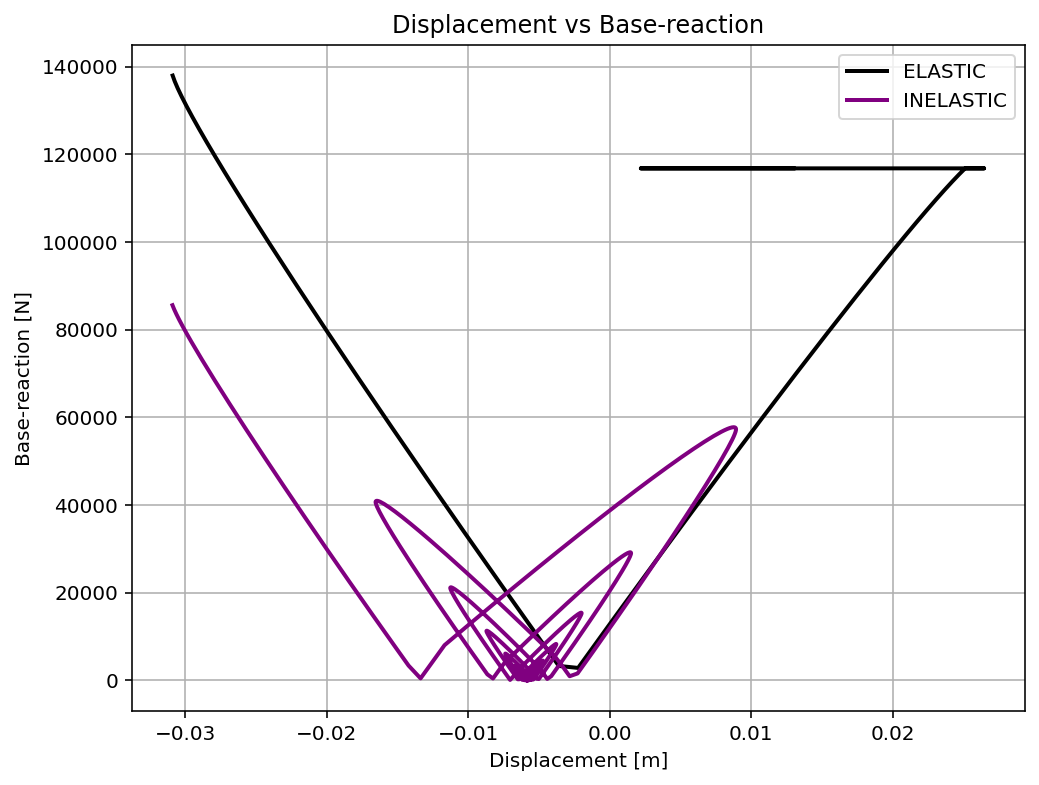 Displacement vs Base-reaction
ELASTIC
INELASTIC
Base-reaction [N]
140000
120000
100000
80000
60000
40000
20000
0
−0.03 −0.02 −0.01 0.00 0.01 0.02
Displacement [m]